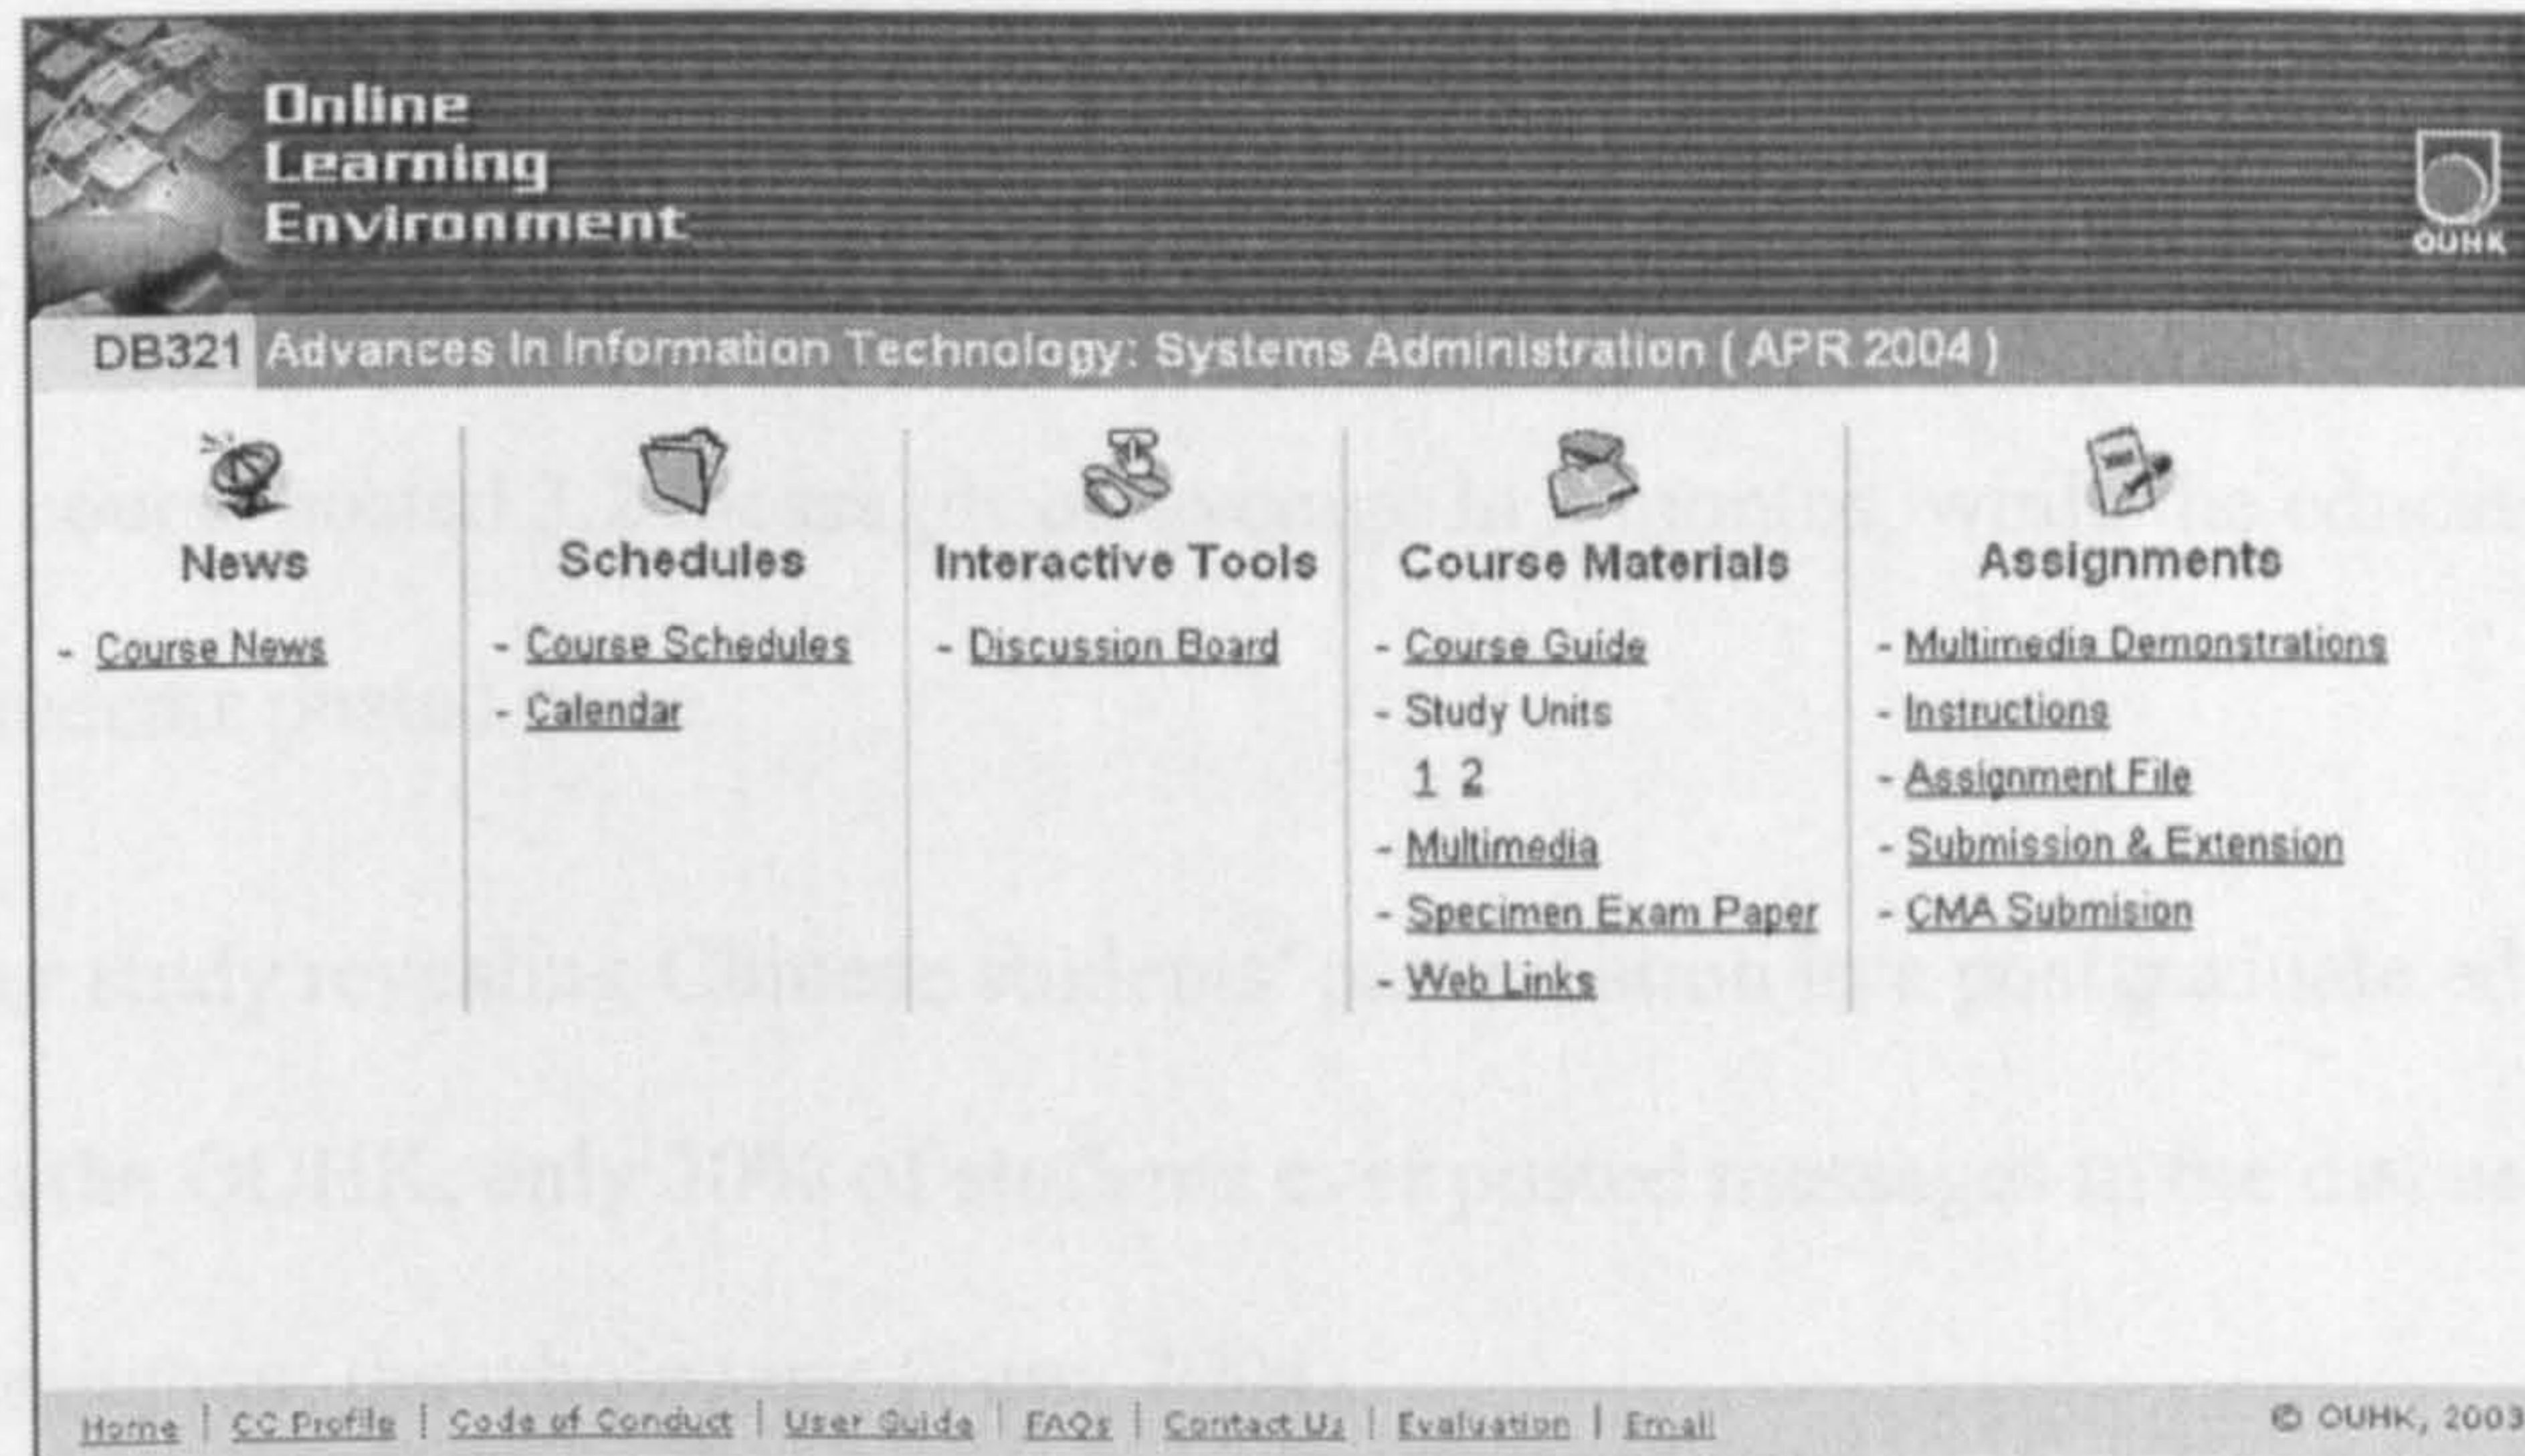 Online
Learning
Environment
OUHK
DB321 Advances In Information Technology: Systems Administration ( APR 2004 )
News
- Course News
Schedules
- Course Schedules
- Calendar
Interactive Tools
- Discussion Board
Course Materials
- Course Guide
- Study Units
1 2
- Multimedia
- Specimen Exam Paper
- Web Links
Assignments
- Multimedia Demonstrations
- Instructions
- Assignment File
- Submission & Extension
- CMA Submision
Home | CC Profile | Code of Conduct | User Guide | FAQs | Contact Us | Evaluation | Email
© OUHK, 2003